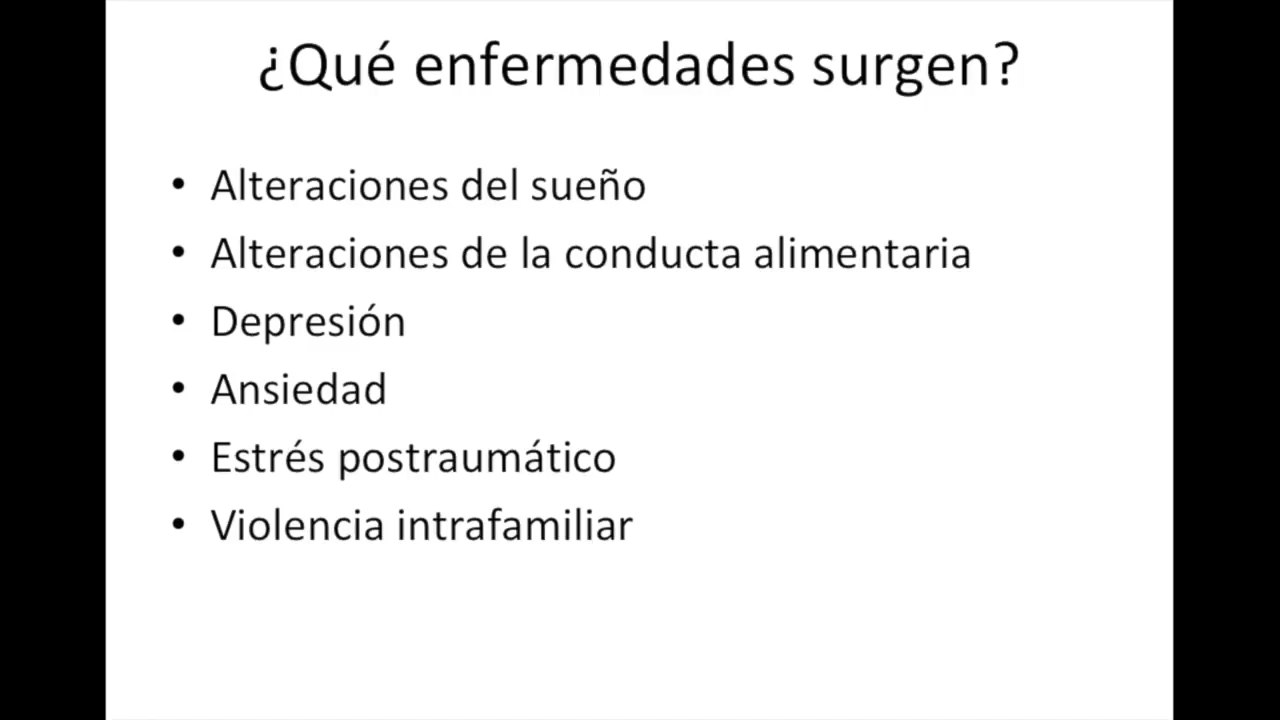 ¿Qué enfermedades surgen?
• Alteraciones del sueño
• Alteraciones de la conducta alimentaria
• Depresión
• Ansiedad
• Estrés postraumático
• Violencia intrafamiliar